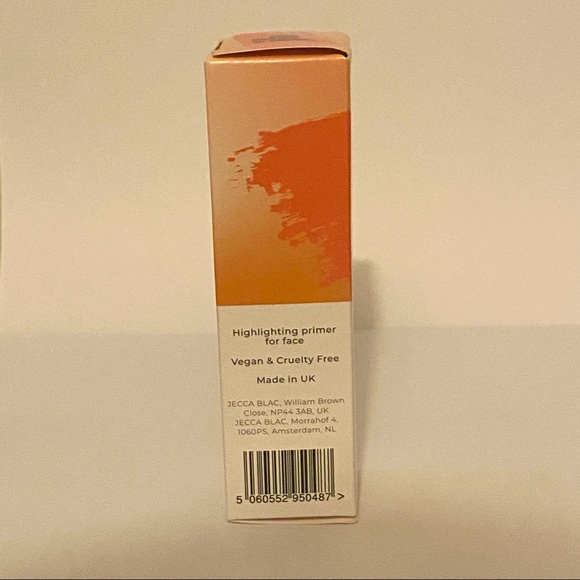 Highlighting primer
for face
Vegan & Cruelty Free
Made in UK
JECCA BLAC, William Brown
Close, NP44 3AB, UK
JECCA BLAC, Morrahof 4,
1060PS, Amsterdam, NL
5 060552 950487 >